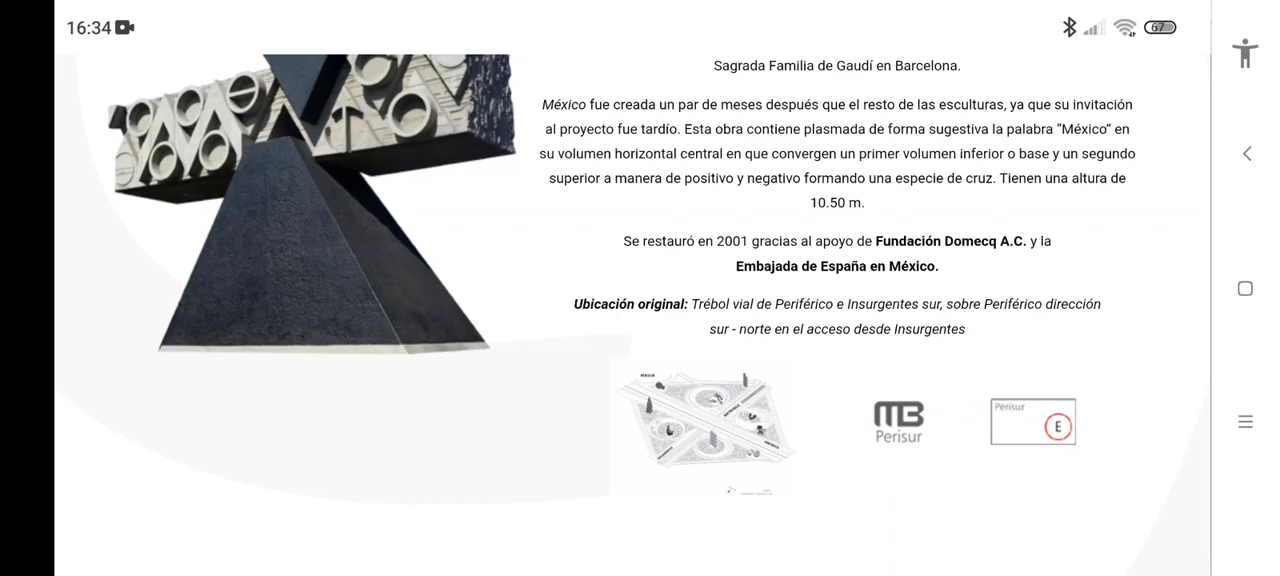 16:34
67
Sagrada Familia de Gaudí en Barcelona.
México fue creada un par de meses después que el resto de las esculturas, ya que su invitación
al proyecto fue tardío. Esta obra contiene plasmada de forma sugestiva la palabra “México” en
su volumen horizontal central en que convergen un primer volumen inferior o base y un segundo
superior a manera de positivo y negativo formando una especie de cruz. Tienen una altura de
10.50 m.
Se restauró en 2001 gracias al apoyo de Fundación Domecq A.C. y la
Embajada de España en México.
Ubicación original: Trébol vial de Periférico e Insurgentes sur, sobre Periférico dirección
sur - norte en el acceso desde Insurgentes
MB
Perisur
Perisur
E